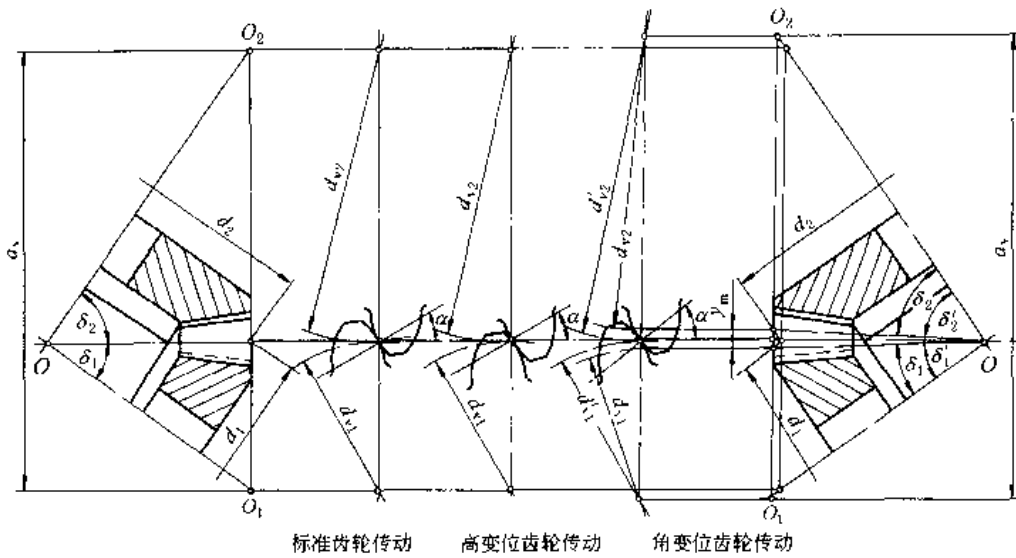 O₂
O₂
d_v2
d_v2
d'_v2
d_v2
d₂
d₂
a_v
δ₂
δ₁
O
α
α
α'
m
δ₂
δ'₂
δ₁
δ'₁
O
d₁
d_v1
d_v1
d'_v1
d_v1
d₁
O₁
O₁
标准齿轮传动
高变位齿轮传动
角变位齿轮传动